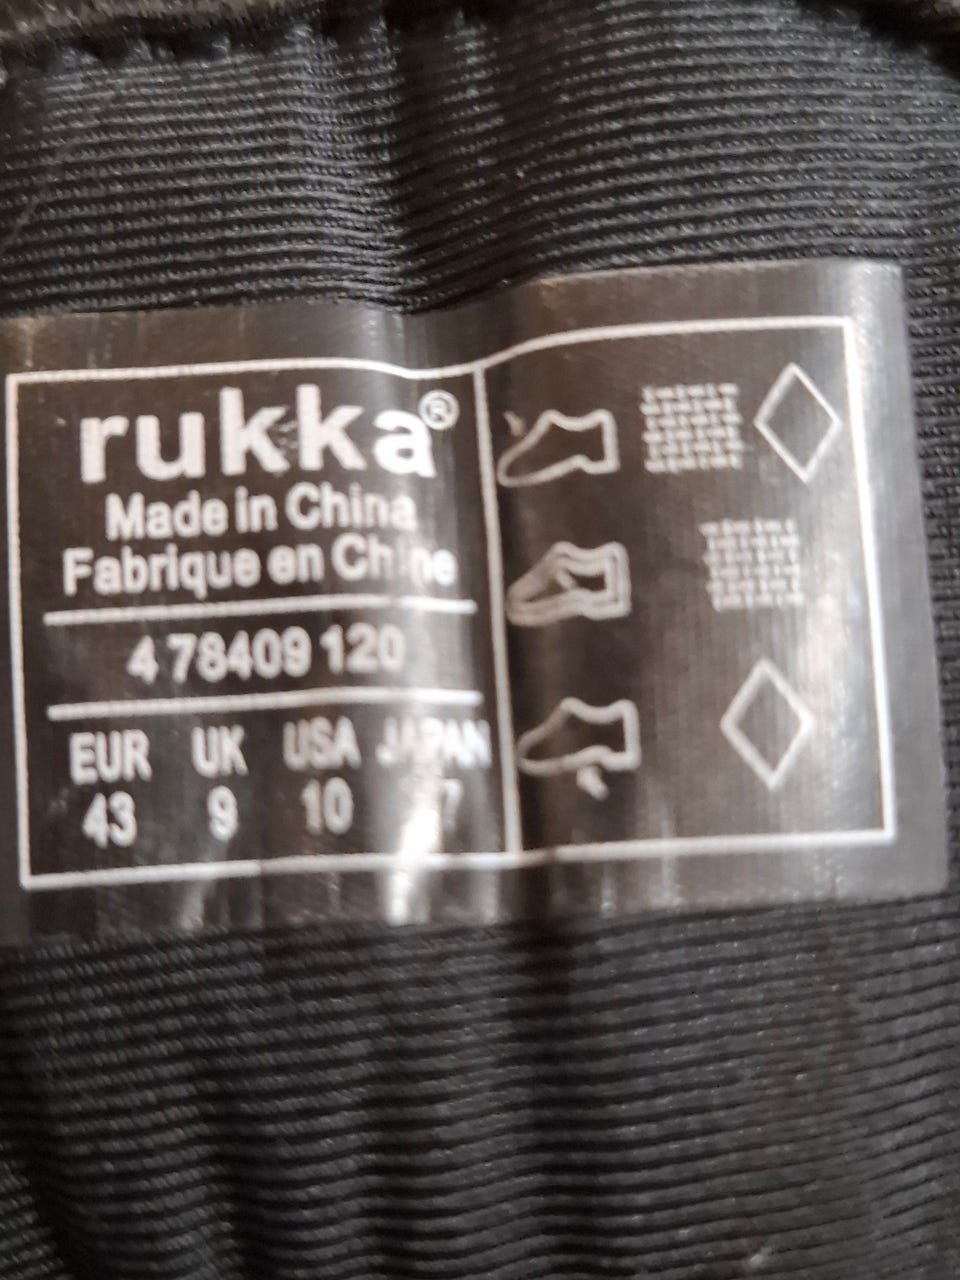 rukka®
Made in China
Fabrique en Chine
4 78409 120
EUR UK USA JAPAN
43 9 10